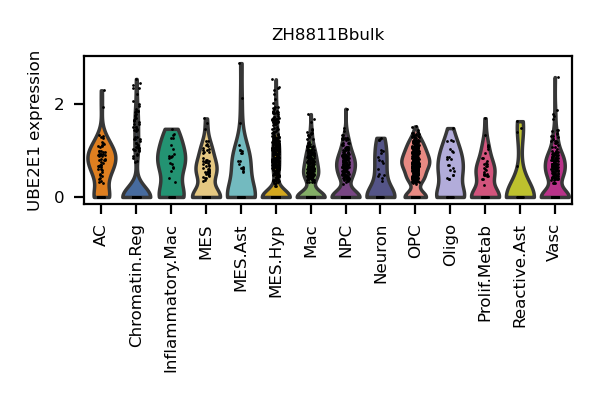 ZH8811Bbulk
UBE2E1 expression
2
0
AC
Chromatin.Reg
Inflammatory.Mac
MES
MES.Ast
MES.Hyp
Mac
NPC
Neuron
OPC
Oligo
Prolif.Metab
Reactive.Ast
Vasc